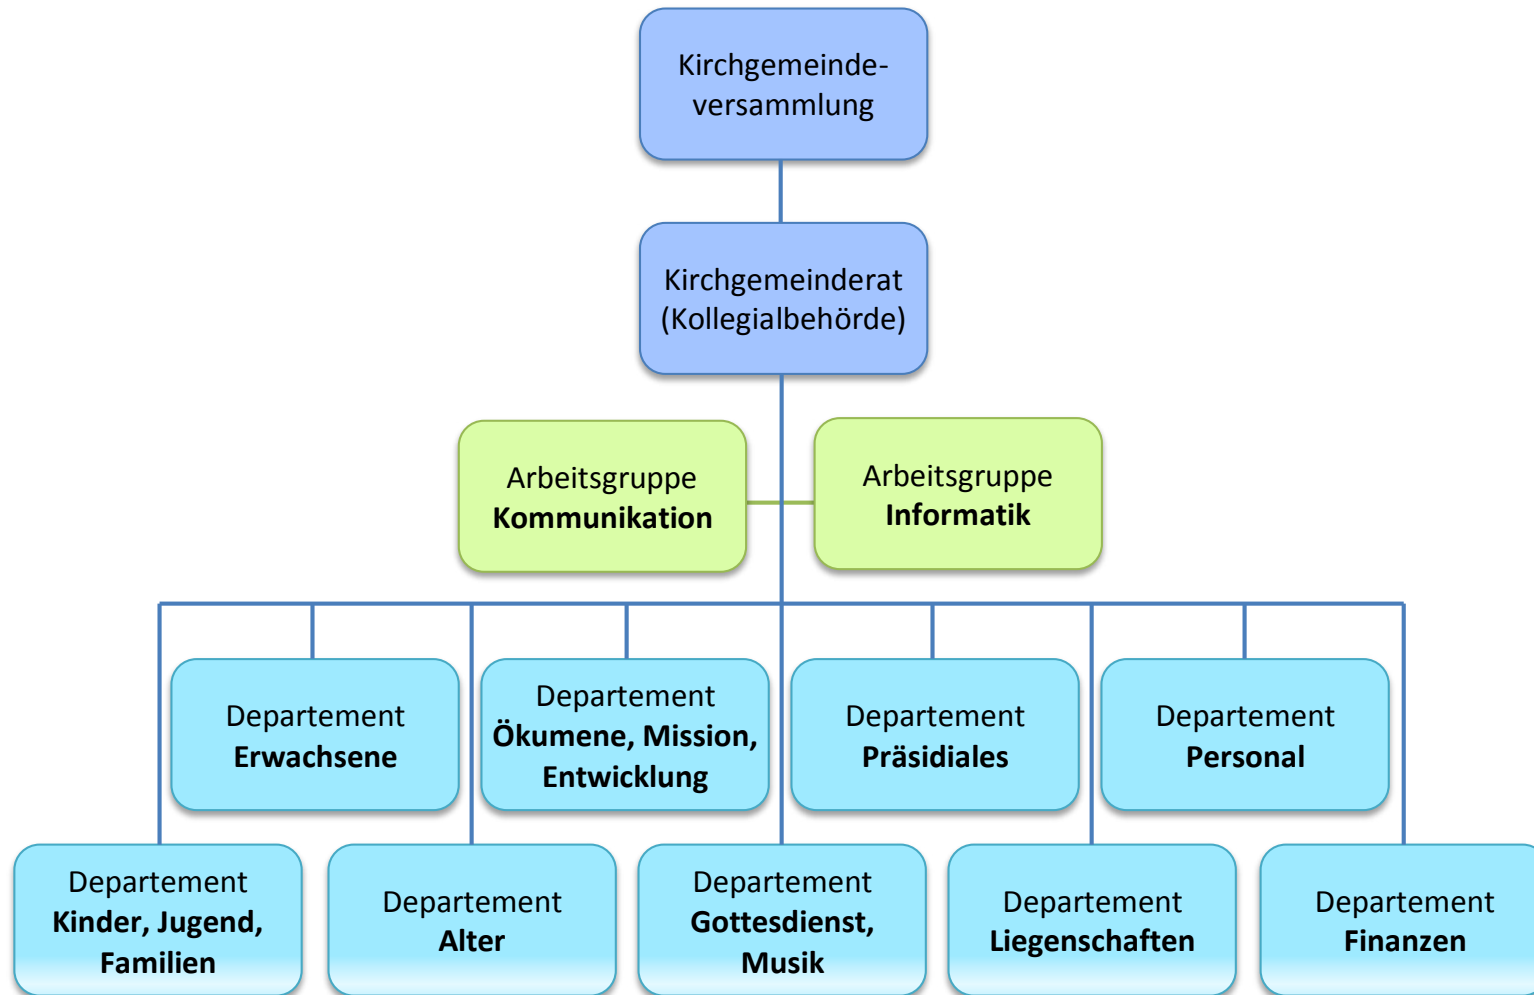 Kirchgemeinde-
versammlung
Kirchgemeinderat
(Kollegialbehörde)
Arbeitsgruppe
Kommunikation
Arbeitsgruppe
Informatik
Departement
Erwachsene
Departement
Ökumene, Mission,
Entwicklung
Departement
Präsidiales
Departement
Personal
Departement
Kinder, Jugend,
Familien
Departement
Alter
Departement
Gottesdienst,
Musik
Departement
Liegenschaften
Departement
Finanzen